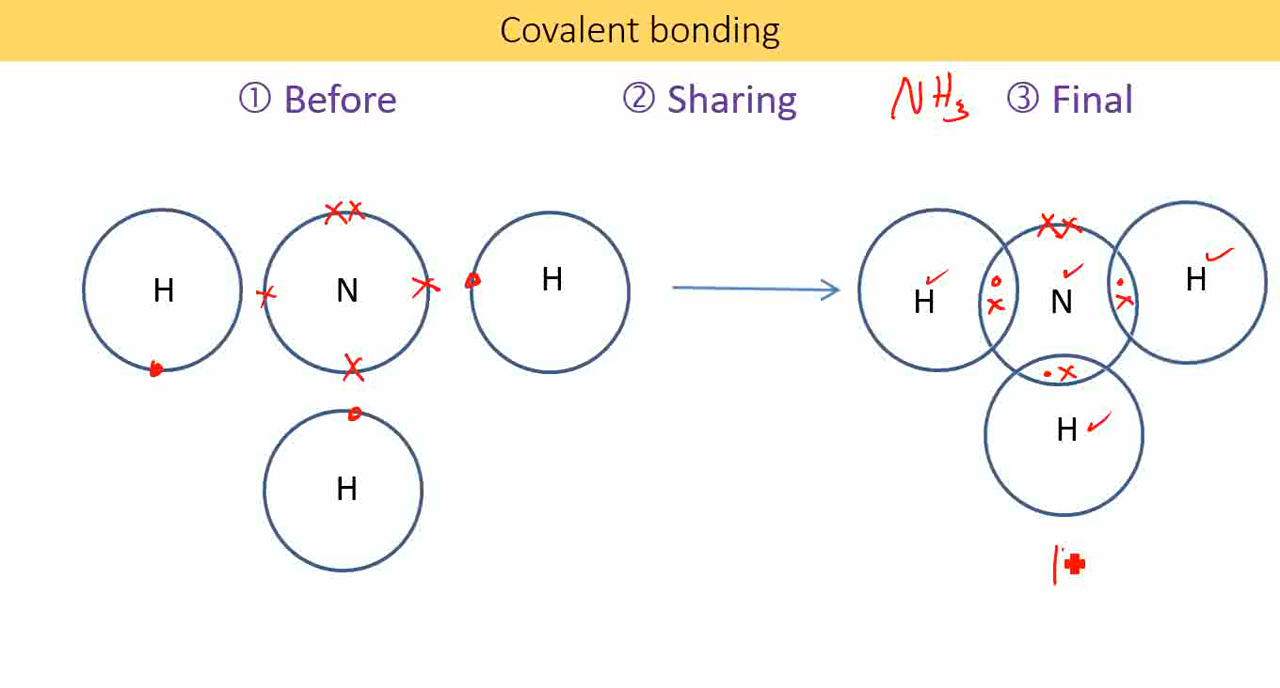 Covalent bonding
① Before
② Sharing
NH₃
③ Final
H
N
H
H
H
N
H
H